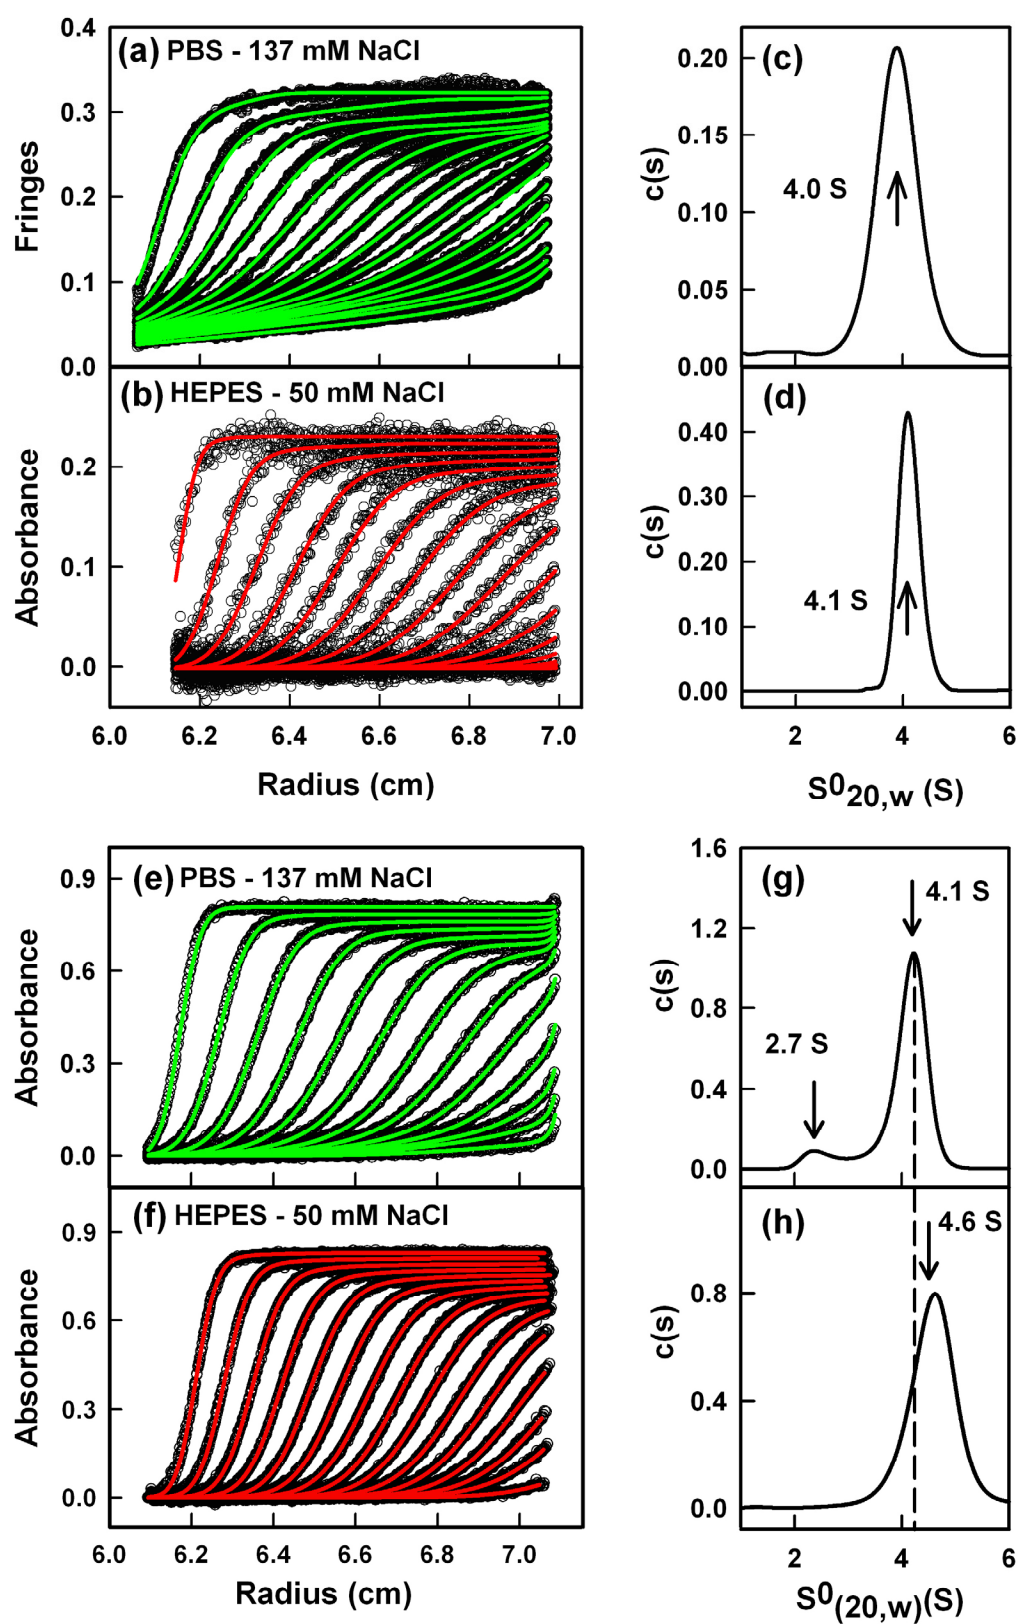 0.4
(a) PBS - 137 mM NaCl
0.3
Fringes
0.2
0.1
0.0
(c)
0.20
0.15
c(s)
4.0 S
0.10
0.05
0.00
(b) HEPES - 50 mM NaCl
0.2
Absorbance
0.1
0.0
6.0 6.2 6.4 6.6 6.8 7.0
Radius (cm)
(d)
0.40
0.30
c(s)
0.20
4.1 S
0.10
0.00
2 4 6
S⁰20,w (S)
(e) PBS - 137 mM NaCl
0.9
0.6
Absorbance
0.3
0.0
1.6
(g)
4.1 S
1.2
c(s)
0.8
2.7 S
0.4
0.0
(f) HEPES - 50 mM NaCl
0.9
0.6
Absorbance
0.3
0.0
6.0 6.2 6.4 6.6 6.8 7.0
Radius (cm)
(h)
4.6 S
0.8
c(s)
0.4
0.0
2 4 6
S⁰(20,w)(S)